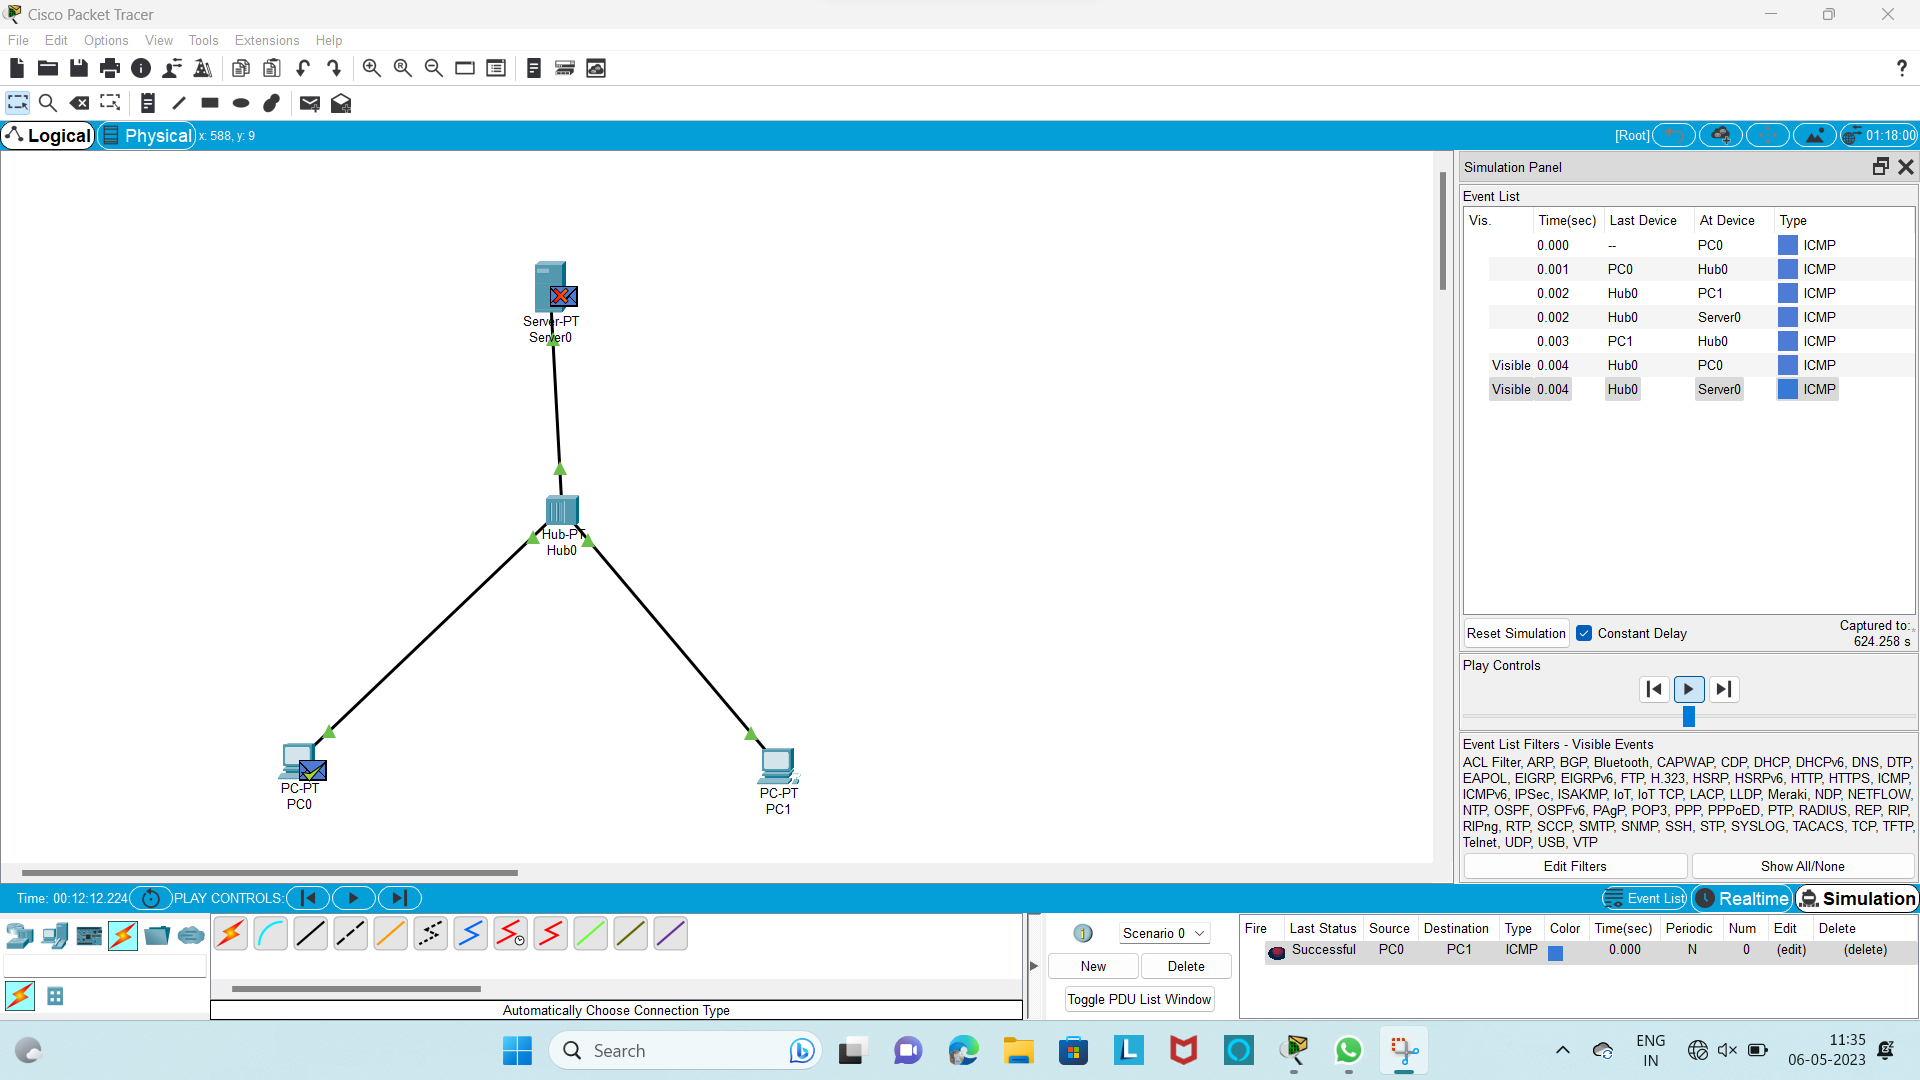 Cisco Packet Tracer
File Edit Options View Tools Extensions Help
?
Logical Physical x: 588, y: 9 [Root] 01:18:00
Simulation Panel
Event List
Vis. Time(sec) Last Device At Device Type
0.000 -- PC0 ICMP
0.001 PC0 Hub0 ICMP
0.002 Hub0 PC1 ICMP
0.002 Hub0 Server0 ICMP
0.003 PC1 Hub0 ICMP
Visible 0.004 Hub0 PC0 ICMP
Visible 0.004 Hub0 Server0 ICMP
Server-PT
Server0
Hub-PT
Hub0
PC-PT
PC0
PC-PT
PC1
Reset Simulation Constant Delay Captured to:
624.258 s
Play Controls
Event List Filters - Visible Events
ACL Filter, ARP, BGP, Bluetooth, CAPWAP, CDP, DHCP, DHCPv6, DNS, DTP,
EAPOL, EIGRP, EIGRPv6, FTP, H.323, HSRP, HSRPv6, HTTP, HTTPS, ICMP,
ICMPv6, IPSec, ISAKMP, IoT, IoT TCP, LACP, LLDP, Meraki, NDP, NETFLOW,
NTP, OSPF, OSPFv6, PAgP, POP3, PPP, PPPoED, PTP, RADIUS, REP, RIP,
RIPng, RTP, SCCP, SMTP, SNMP, SSH, STP, SYSLOG, TACACS, TCP, TFTP,
Telnet, UDP, USB, VTP
Edit Filters Show All/None
Time: 00:12:12.224 PLAY CONTROLS: Event List Realtime Simulation
Automatically Choose Connection Type
Scenario 0
New Delete
Toggle PDU List Window
Fire Last Status Source Destination Type Color Time(sec) Periodic Num Edit Delete
Successful PC0 PC1 ICMP 0.000 N 0 (edit) (delete)
Search
ENG
IN
11:35
06-05-2023